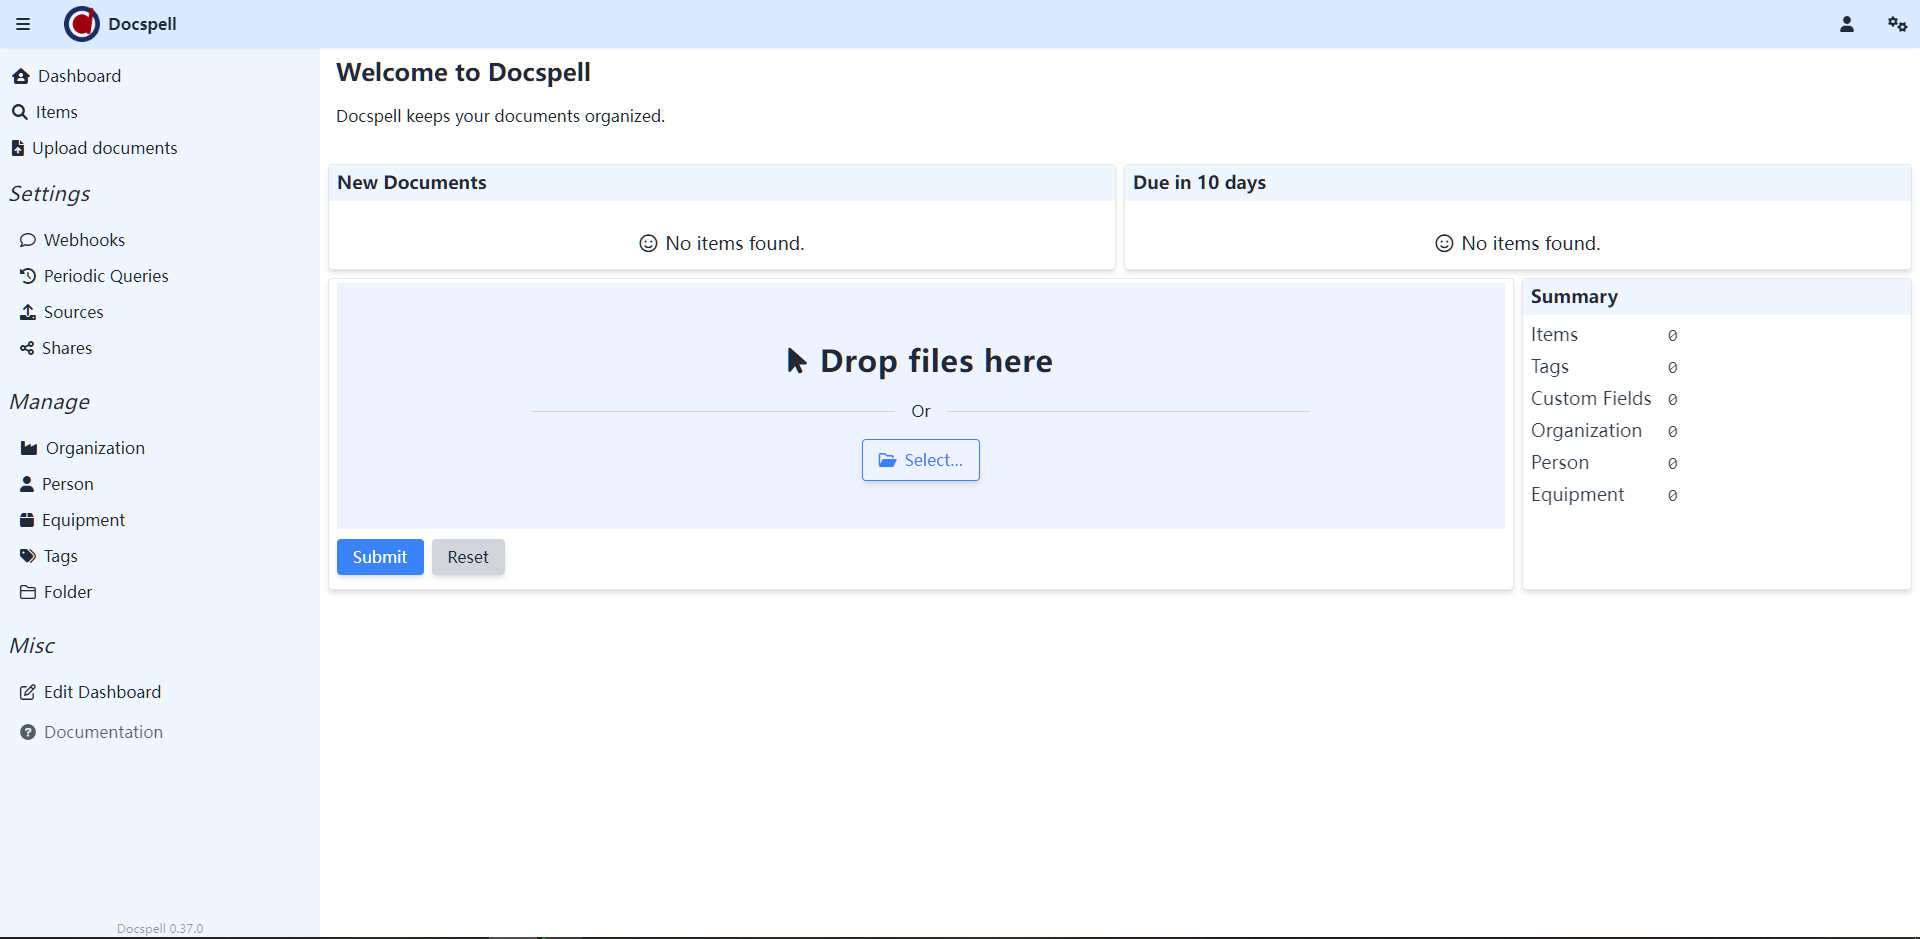 Docspell
Dashboard
Items
Upload documents
Settings
Webhooks
Periodic Queries
Sources
Shares
Manage
Organization
Person
Equipment
Tags
Folder
Misc
Edit Dashboard
Documentation
Docspell 0.37.0
Welcome to Docspell
Docspell keeps your documents organized.
New Documents
No items found.
Due in 10 days
No items found.
Drop files here
Or
Select...
Submit Reset
Summary
Items 0
Tags 0
Custom Fields 0
Organization 0
Person 0
Equipment 0